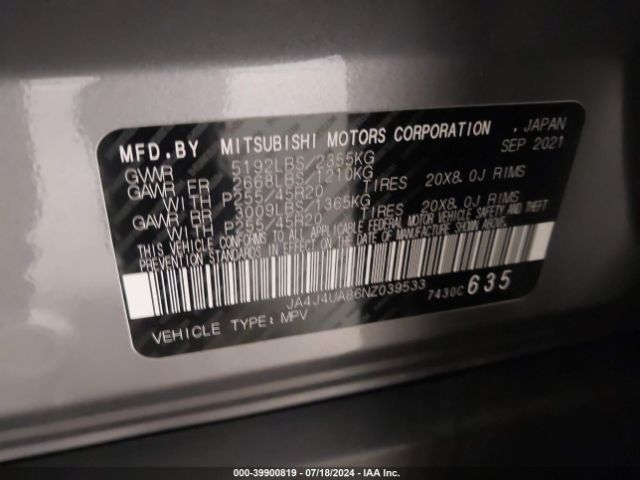 MFD.BY MITSUBISHI MOTORS CORPORATION . JAPAN
SEP 2021
GVWR 5192LBS/2355KG
GAWR FR 2668LBS/1210KG
WITH P255/45R20 TIRES 20X8.0J RIMS
GAWR RR 3009LBS/1365KG
WITH P255/45R20 TIRES 20X8.0J RIMS
THIS VEHICLE CONFORMS TO ALL APPLICABLE FEDERAL MOTOR VEHICLE SAFETY AND THEFT
PREVENTION STANDARDS IN EFFECT ON THE DATE OF MANUFACTURE SHOWN ABOVE.
JA4J4UA86NZ039533 7430C 635
VEHICLE TYPE: MPV
000-39900819 - 07/18/2024 - IAA Inc.